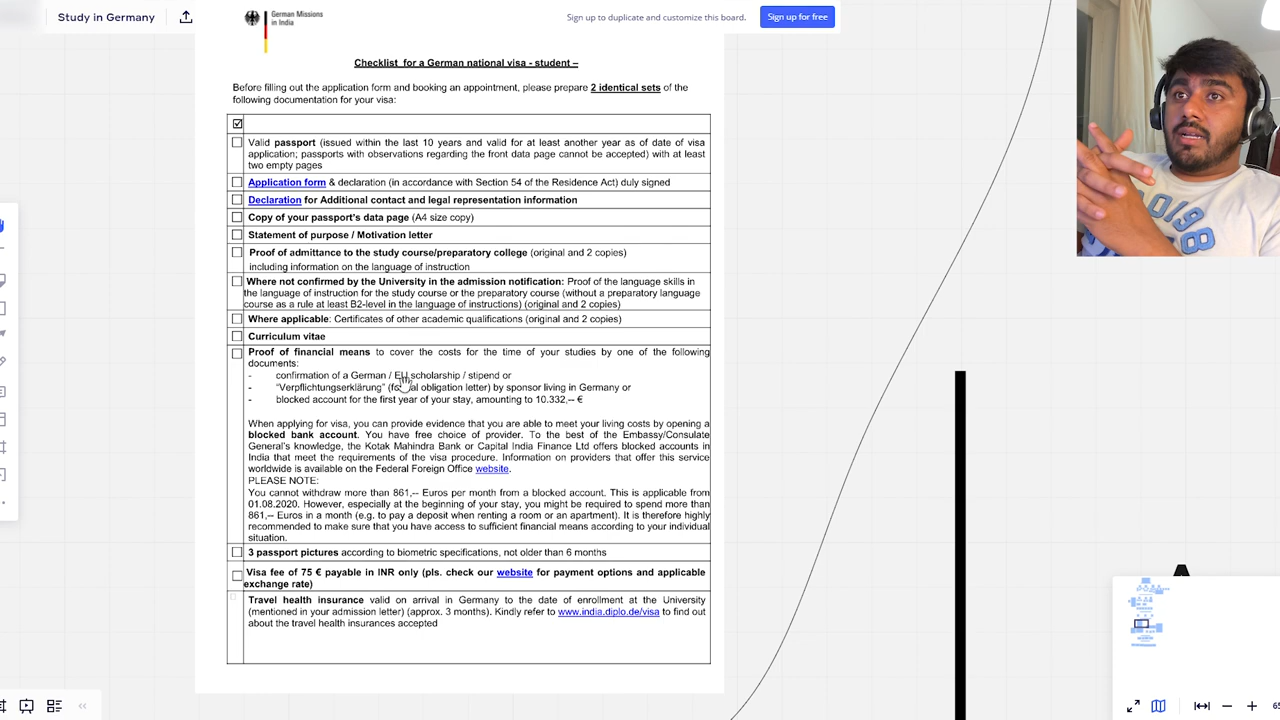 Study in Germany
Sign up to duplicate and customize this board.
Sign up for free
German Missions
in India
Checklist for a German national visa - student –
Before filling out the application form and booking an appointment, please prepare 2 identical sets of the
following documentation for your visa:
Valid passport (issued within the last 10 years and valid for at least another year as of date of visa
application; passports with observations regarding the front data page cannot be accepted) with at least
two empty pages
Application form & declaration (in accordance with Section 54 of the Residence Act) duly signed
Declaration for Additional contact and legal representation information
Copy of your passport's data page (A4 size copy)
Statement of purpose / Motivation letter
Proof of admittance to the study course/preparatory college (original and 2 copies)
including information on the language of instruction
Where not confirmed by the University in the admission notification: Proof of the language skills in
the language of instruction for the study course or the preparatory course (without a preparatory language
course as a rule at least B2-level in the language of instructions) (original and 2 copies)
Where applicable: Certificates of other academic qualifications (original and 2 copies)
Curriculum vitae
Proof of financial means to cover the costs for the time of your studies by one of the following
documents:
- confirmation of a German / EU scholarship / stipend or
- "Verpflichtungserklärung" (formal obligation letter) by sponsor living in Germany or
- blocked account for the first year of your stay, amounting to 10.332,-- €
When applying for visa, you can provide evidence that you are able to meet your living costs by opening a
blocked bank account. You have free choice of provider. To the best of the Embassy/Consulate
General's knowledge, the Kotak Mahindra Bank or Capital India Finance Ltd offers blocked accounts in
India that meet the requirements of the visa procedure. Information on providers that offer this service
worldwide is available on the Federal Foreign Office website.
PLEASE NOTE:
You cannot withdraw more than 861,-- Euros per month from a blocked account. This is applicable from
01.08.2020. However, especially at the beginning of your stay, you might be required to spend more than
861,-- Euros in a month (e.g. to pay a deposit when renting a room or an apartment). It is therefore highly
recommended to make sure that you have access to sufficient financial means according to your individual
situation.
3 passport pictures according to biometric specifications, not older than 6 months
Visa fee of 75 € payable in INR only (pls. check our website for payment options and applicable
exchange rate)
Travel health insurance valid on arrival in Germany to the date of enrollment at the University
(mentioned in your admission letter) (approx. 3 months). Kindly refer to www.india.diplo.de/visa to find out
about the travel health insurances accepted